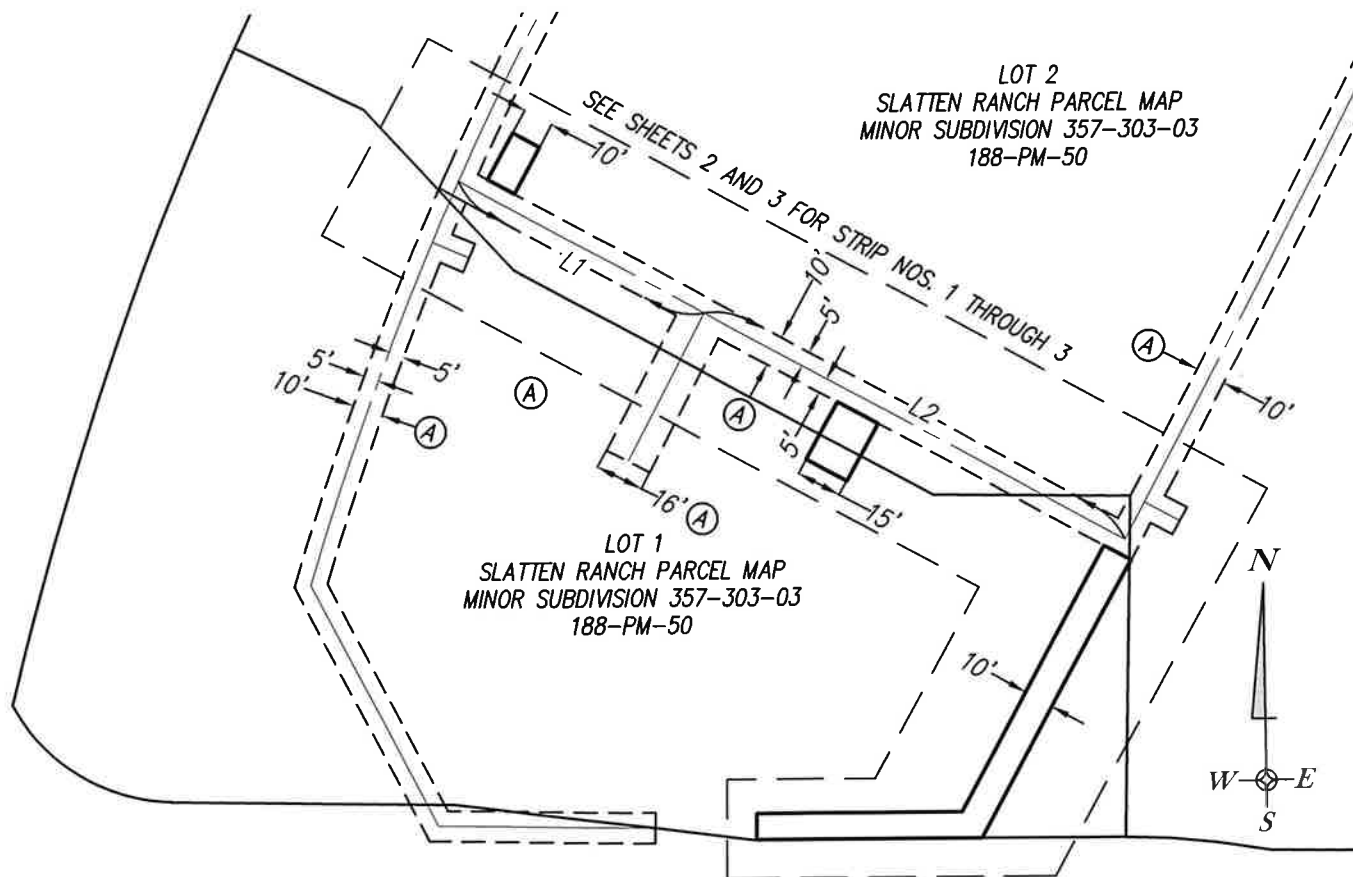 LOT 2
SLATTEN RANCH PARCEL MAP
MINOR SUBDIVISION 357-303-03
188-PM-50
SEE SHEETS 2 AND 3 FOR STRIP NOS. 1 THROUGH 3
10'
L1
10'
5'
A
5'
5'
10'
A
A
A
5'
L2
10'
16'
A
15'
LOT 1
SLATTEN RANCH PARCEL MAP
MINOR SUBDIVISION 357-303-03
188-PM-50
10'
N
W
E
S